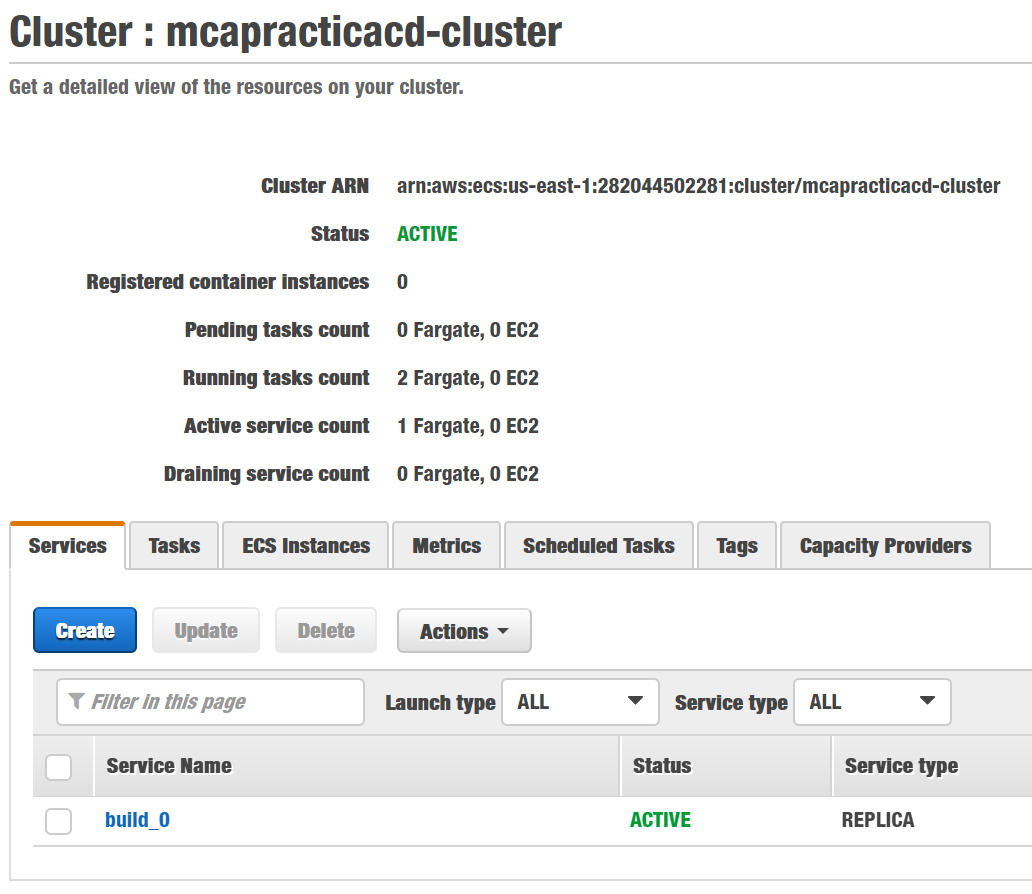 Cluster : mcapracticacd-cluster
Get a detailed view of the resources on your cluster.
Cluster ARN arn:aws:ecs:us-east-1:282044502281:cluster/mcapracticacd-cluster
Status ACTIVE
Registered container instances 0
Pending tasks count 0 Fargate, 0 EC2
Running tasks count 2 Fargate, 0 EC2
Active service count 1 Fargate, 0 EC2
Draining service count 0 Fargate, 0 EC2
Services Tasks ECS Instances Metrics Scheduled Tasks Tags Capacity Providers
Create Update Delete Actions
Filter in this page Launch type ALL Service type ALL
Service Name Status Service type
build_0 ACTIVE REPLICA